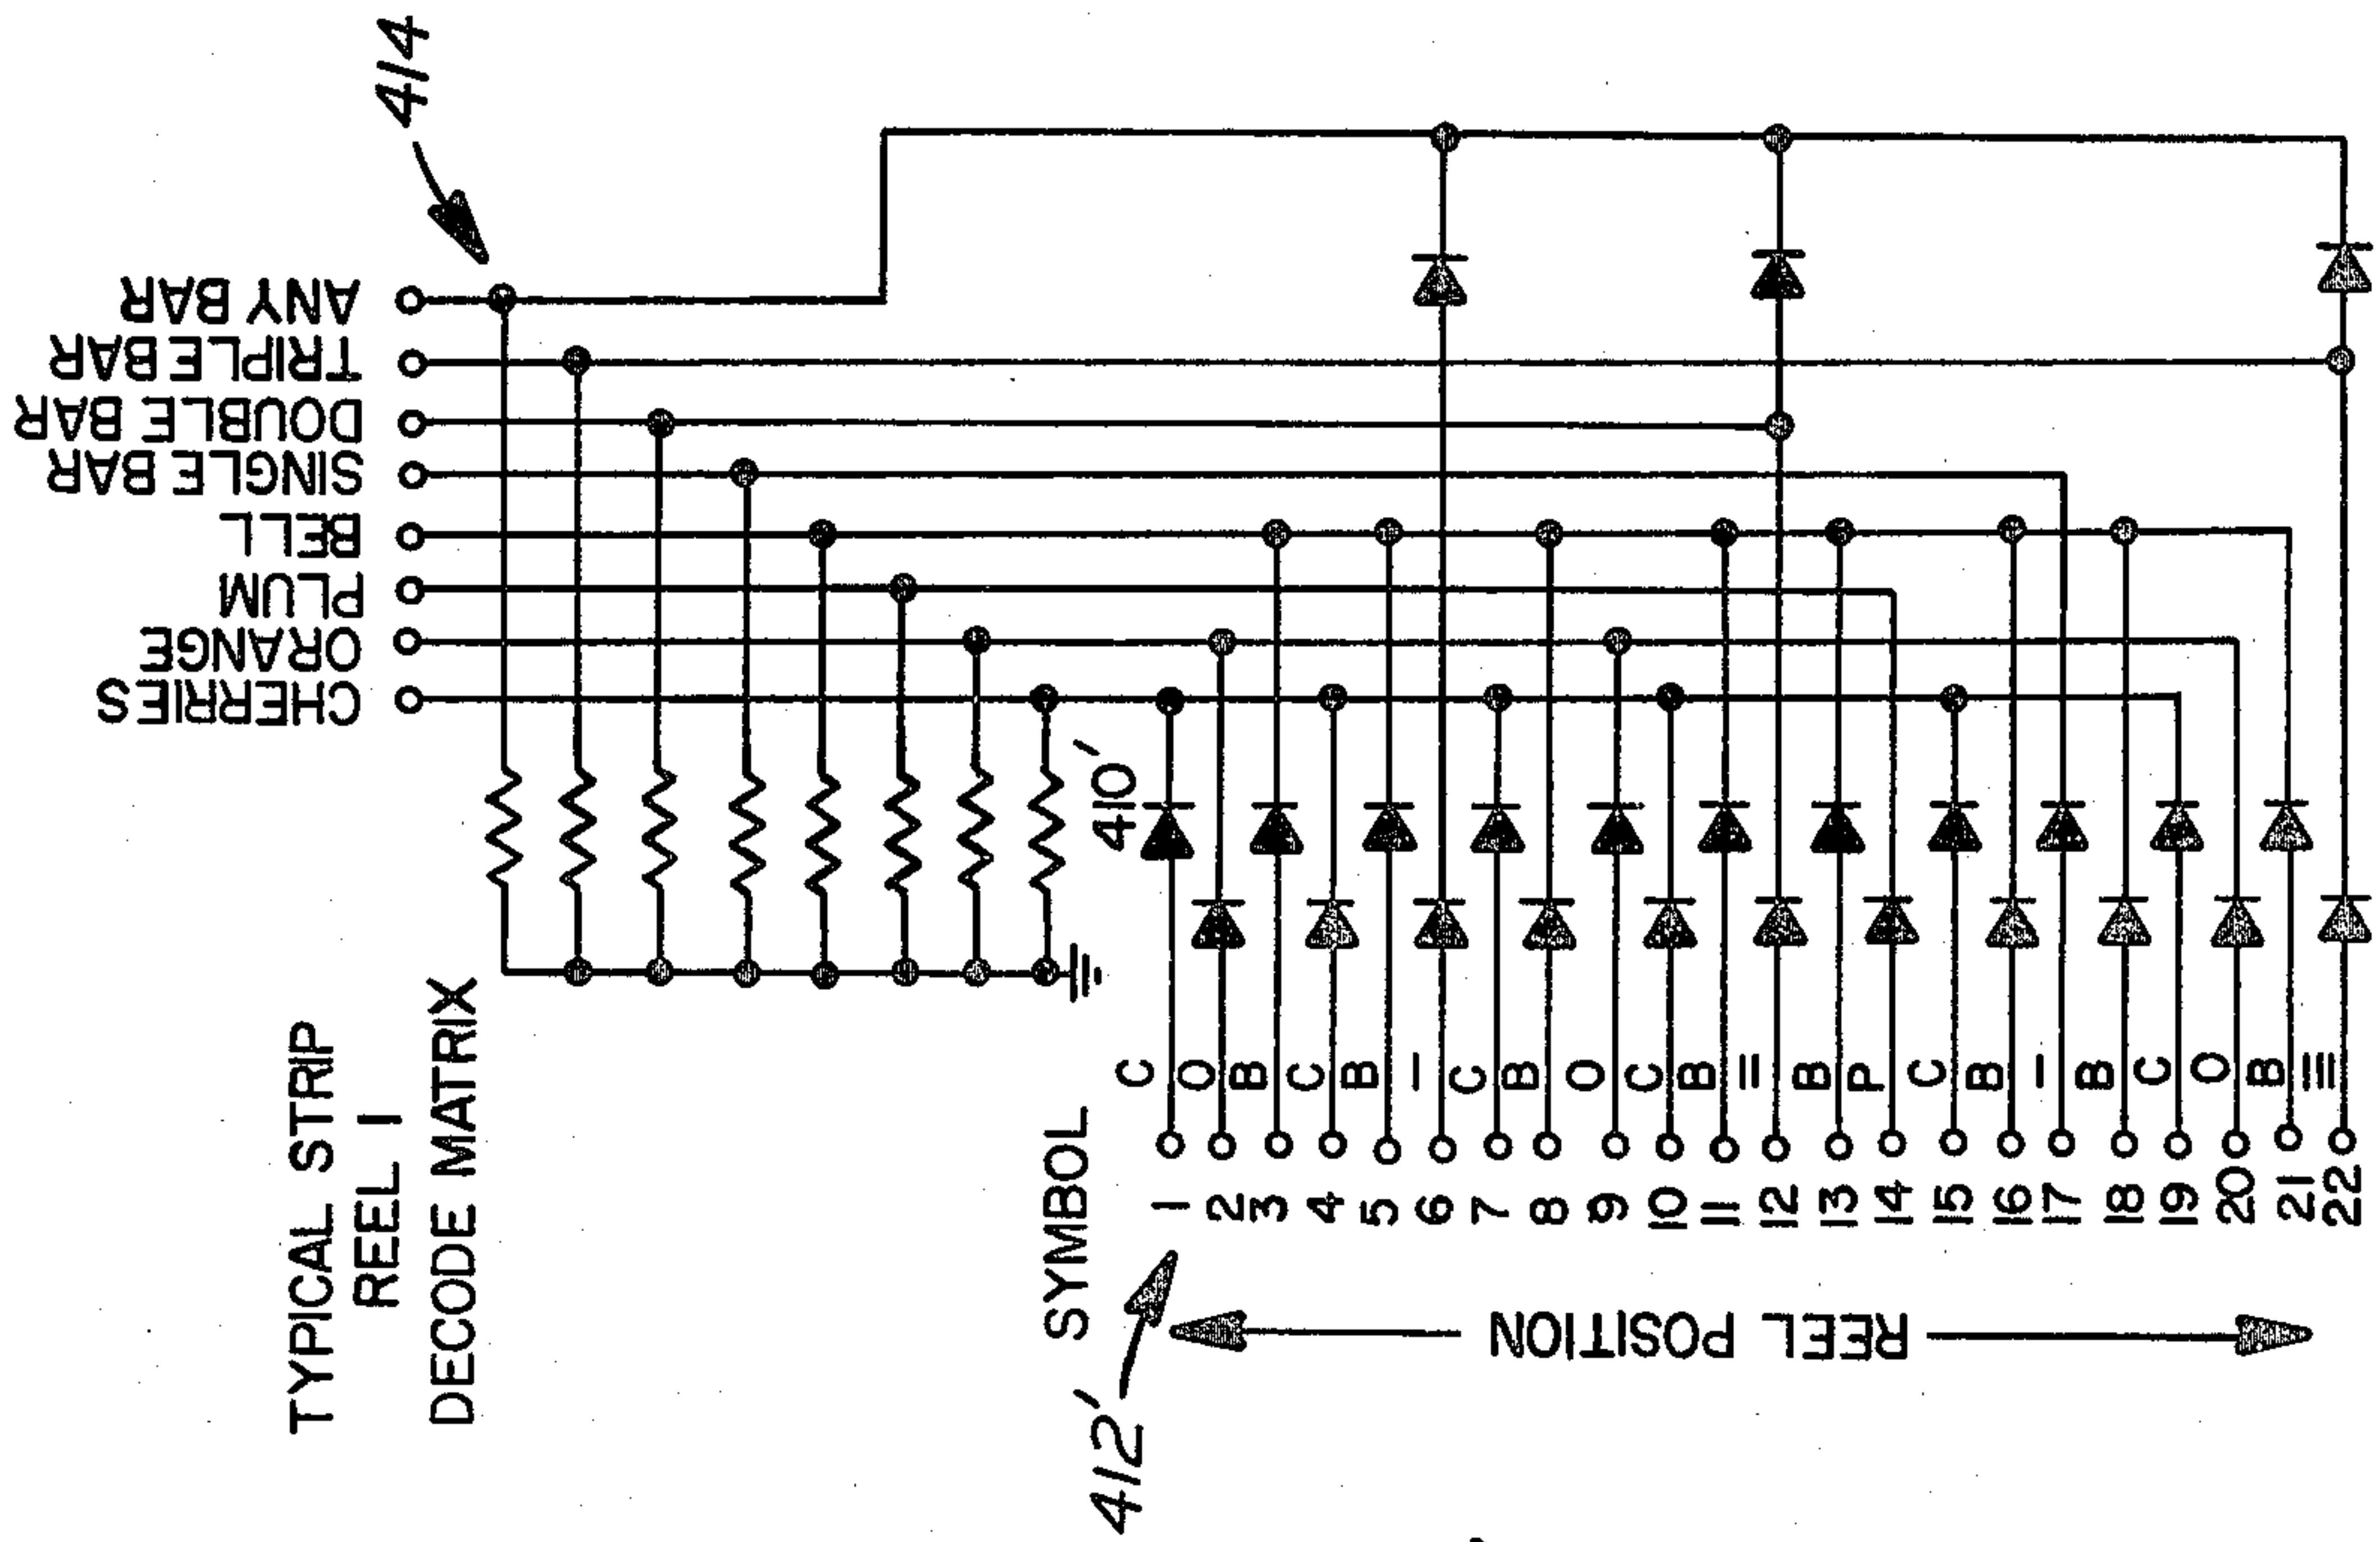 TYPICAL STRIP
REEL 1
DECODE MATRIX
414
ANY BAR
TRIPLE BAR
DOUBLE BAR
SINGLE BAR
BELL
PLUM
ORANGE
CHERRIES
410'
412'
SYMBOL
REEL POSITION
1 C
2 O
3 B
4 C
5 B
6 —
7 C
8 B
9 O
10 C
11 B
12 =
13 B
14 P
15 C
16 B
17 —
18 B
19 C
20 O
21 B
22 ≡